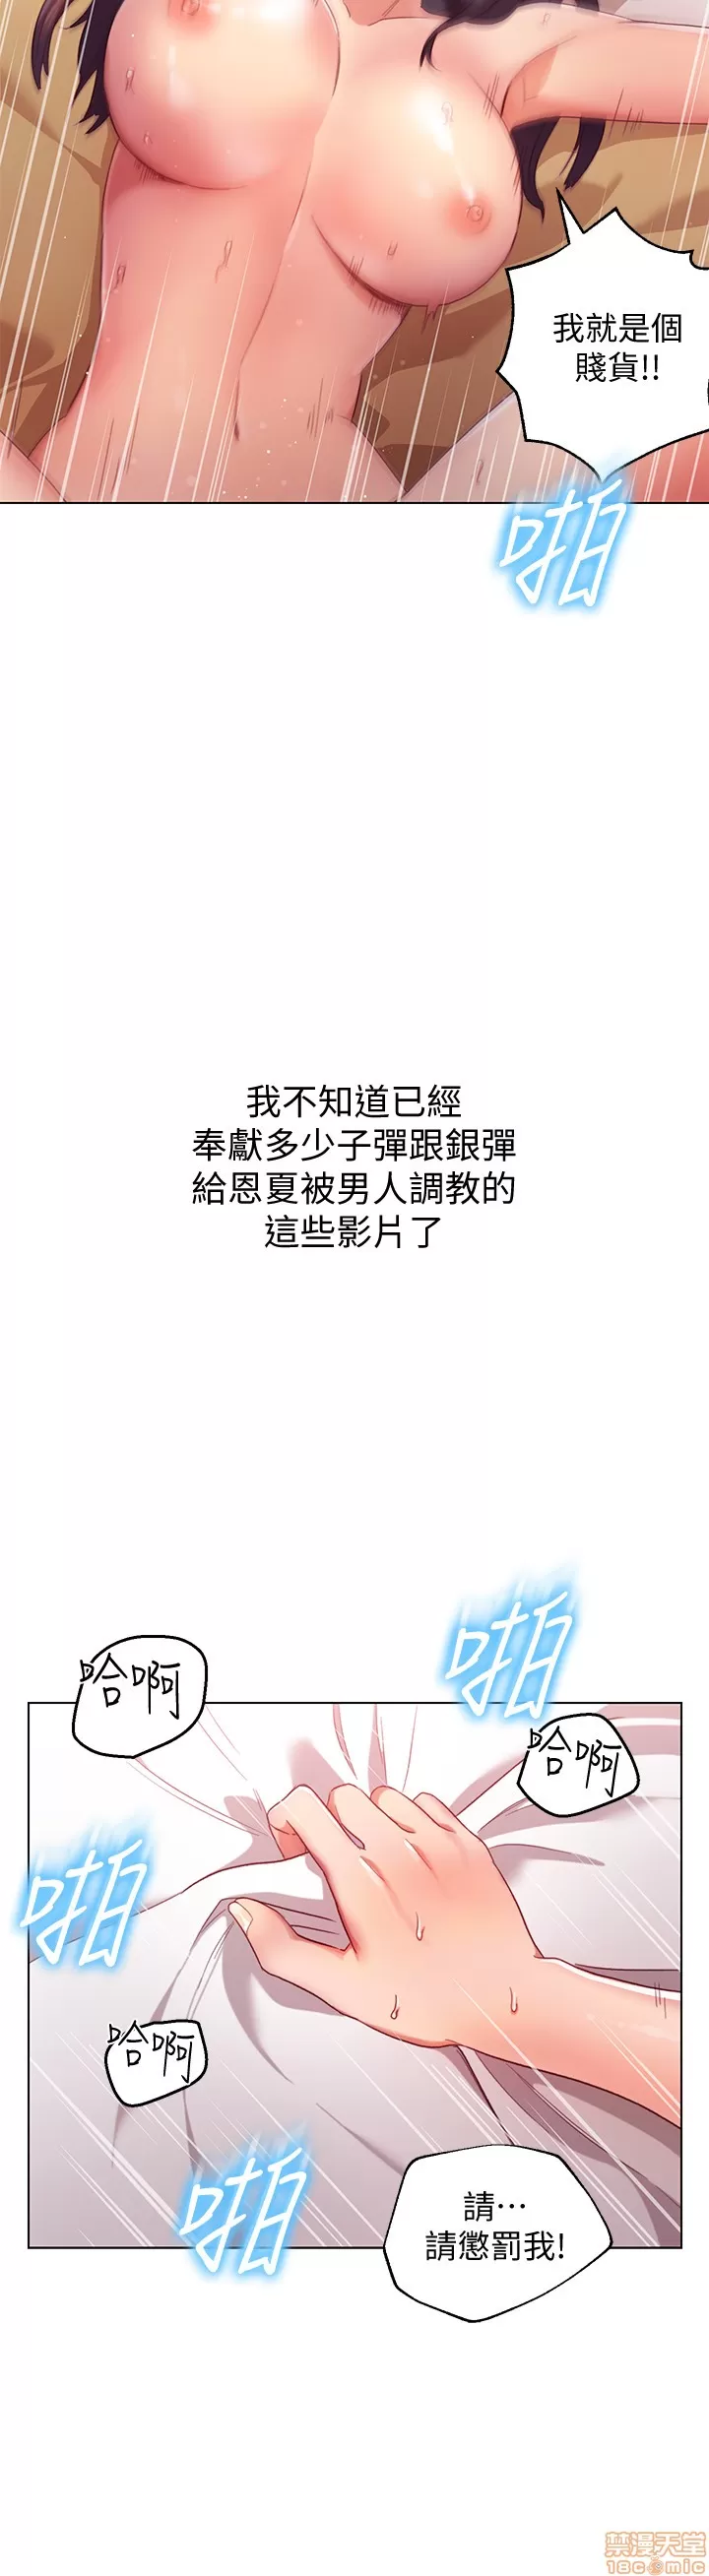 我就是個
賤貨!!
啪
我不知道已經
奉獻多少子彈跟銀彈
給恩夏被男人調教的
這些影片了
啪
哈啊
哈啊
啪
哈啊
啪
請…
請懲罰我!
禁漫天堂
18comic